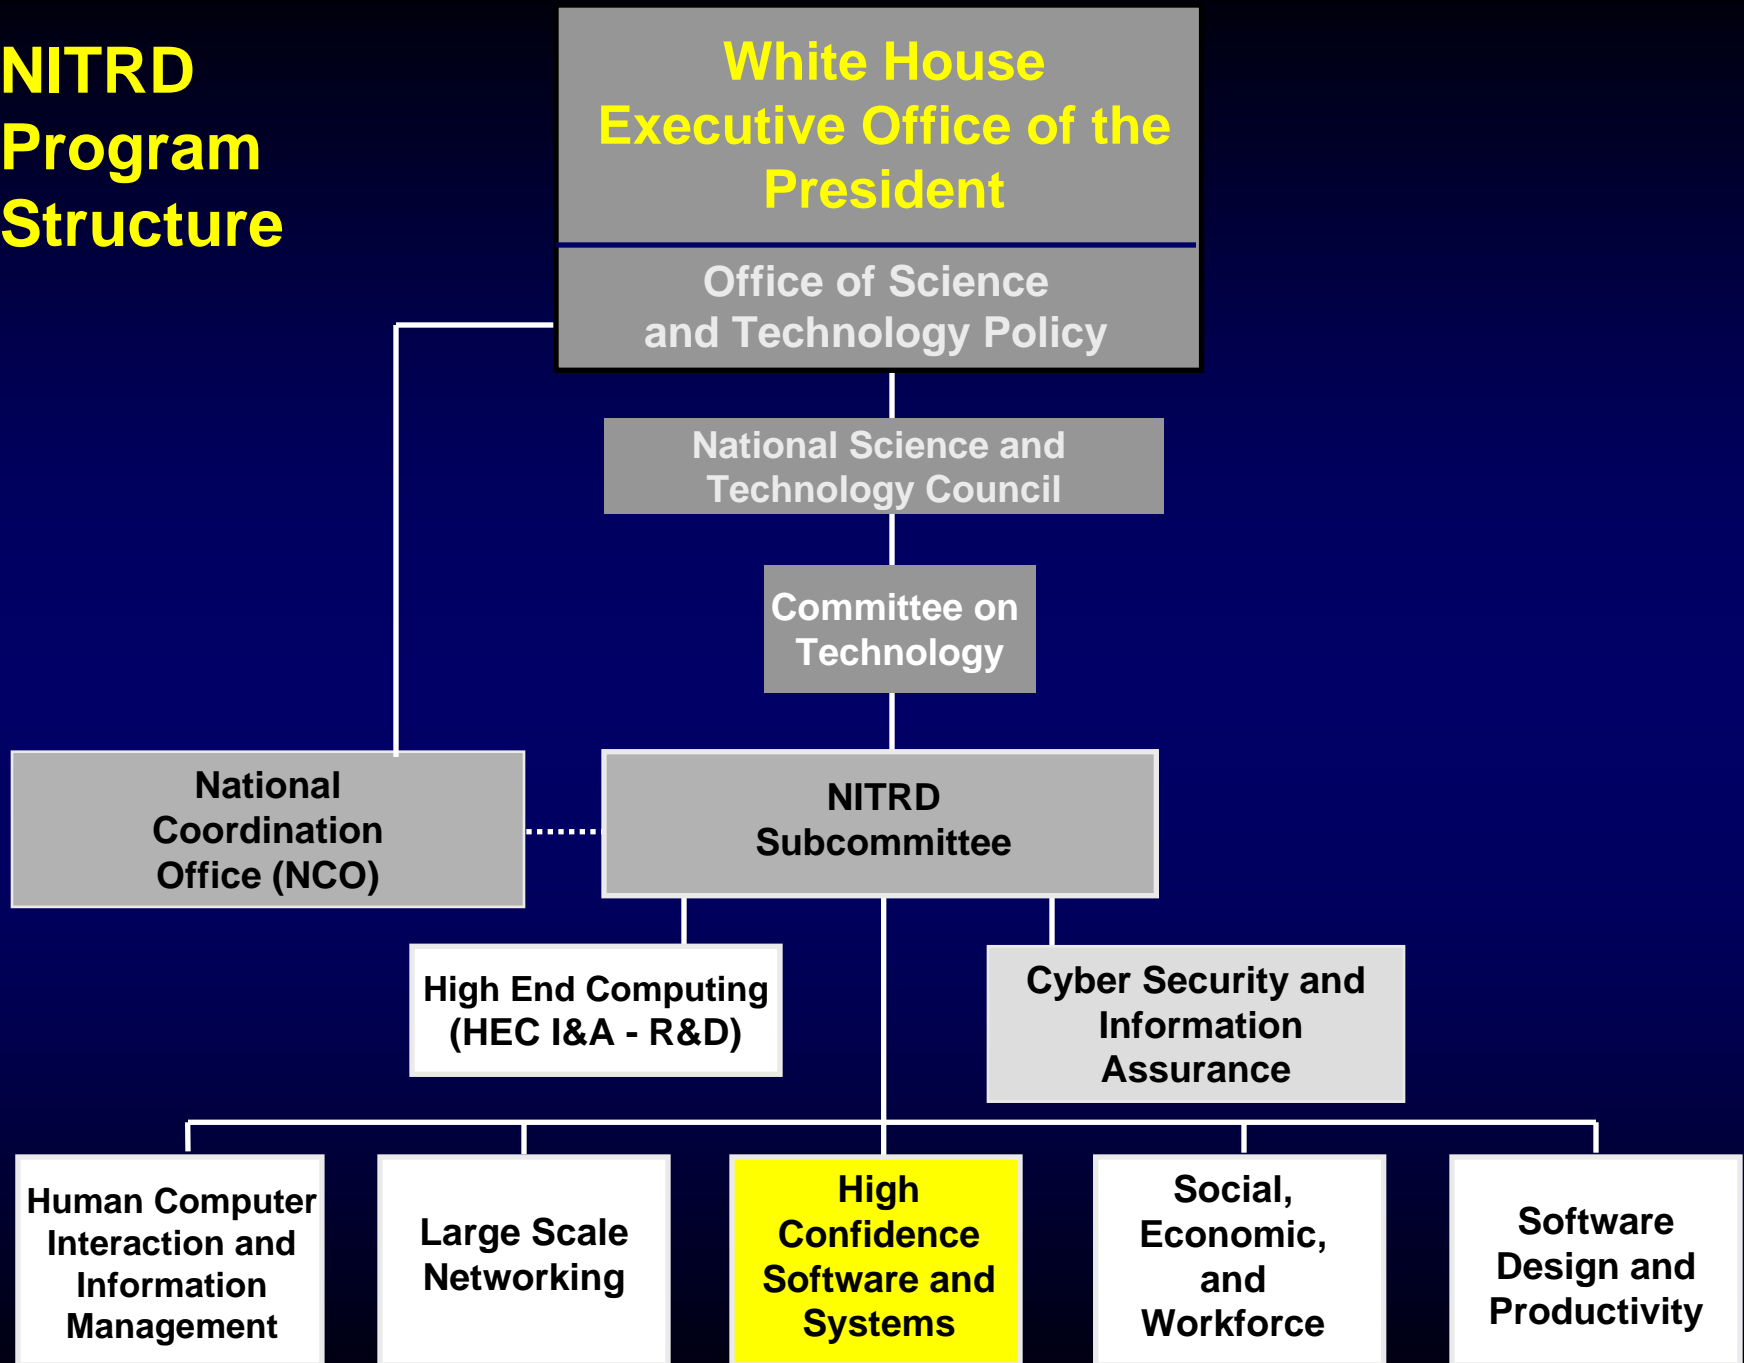 NITRD
Program
Structure
White House
Executive Office of the
President
Office of Science
and Technology Policy
National Science and
Technology Council
Committee on
Technology
National
Coordination
Office (NCO)
NITRD
Subcommittee
High End Computing
(HEC I&A - R&D)
Cyber Security and
Information
Assurance
Human Computer
Interaction and
Information
Management
Large Scale
Networking
High
Confidence
Software and
Systems
Social,
Economic,
and
Workforce
Software
Design and
Productivity